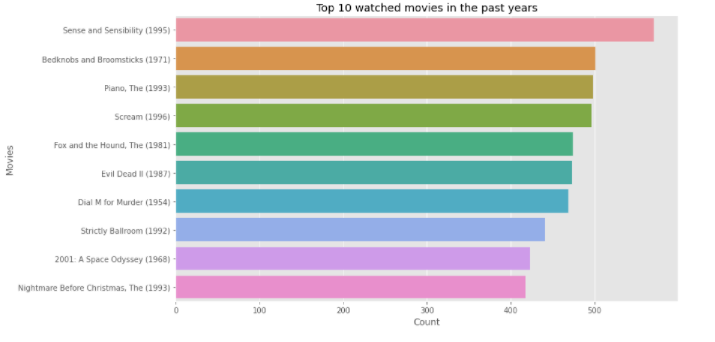 Top 10 watched movies in the past years
Movies
Sense and Sensibility (1995)
Bedknobs and Broomsticks (1971)
Piano, The (1993)
Scream (1996)
Fox and the Hound, The (1981)
Evil Dead II (1987)
Dial M for Murder (1954)
Strictly Ballroom (1992)
2001: A Space Odyssey (1968)
Nightmare Before Christmas, The (1993)
0 100 200 300 400 500
Count